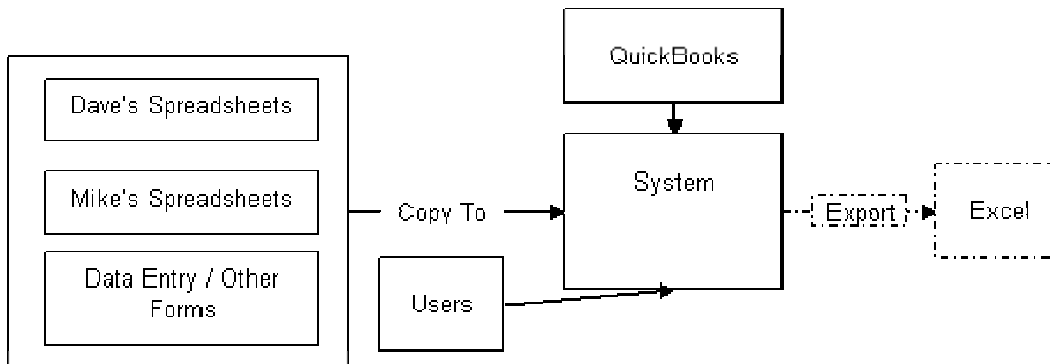 QuickBooks
Dave's Spreadsheets
System
Mike's Spreadsheets
Copy To
Export
Excel
Data Entry / Other
Forms
Users